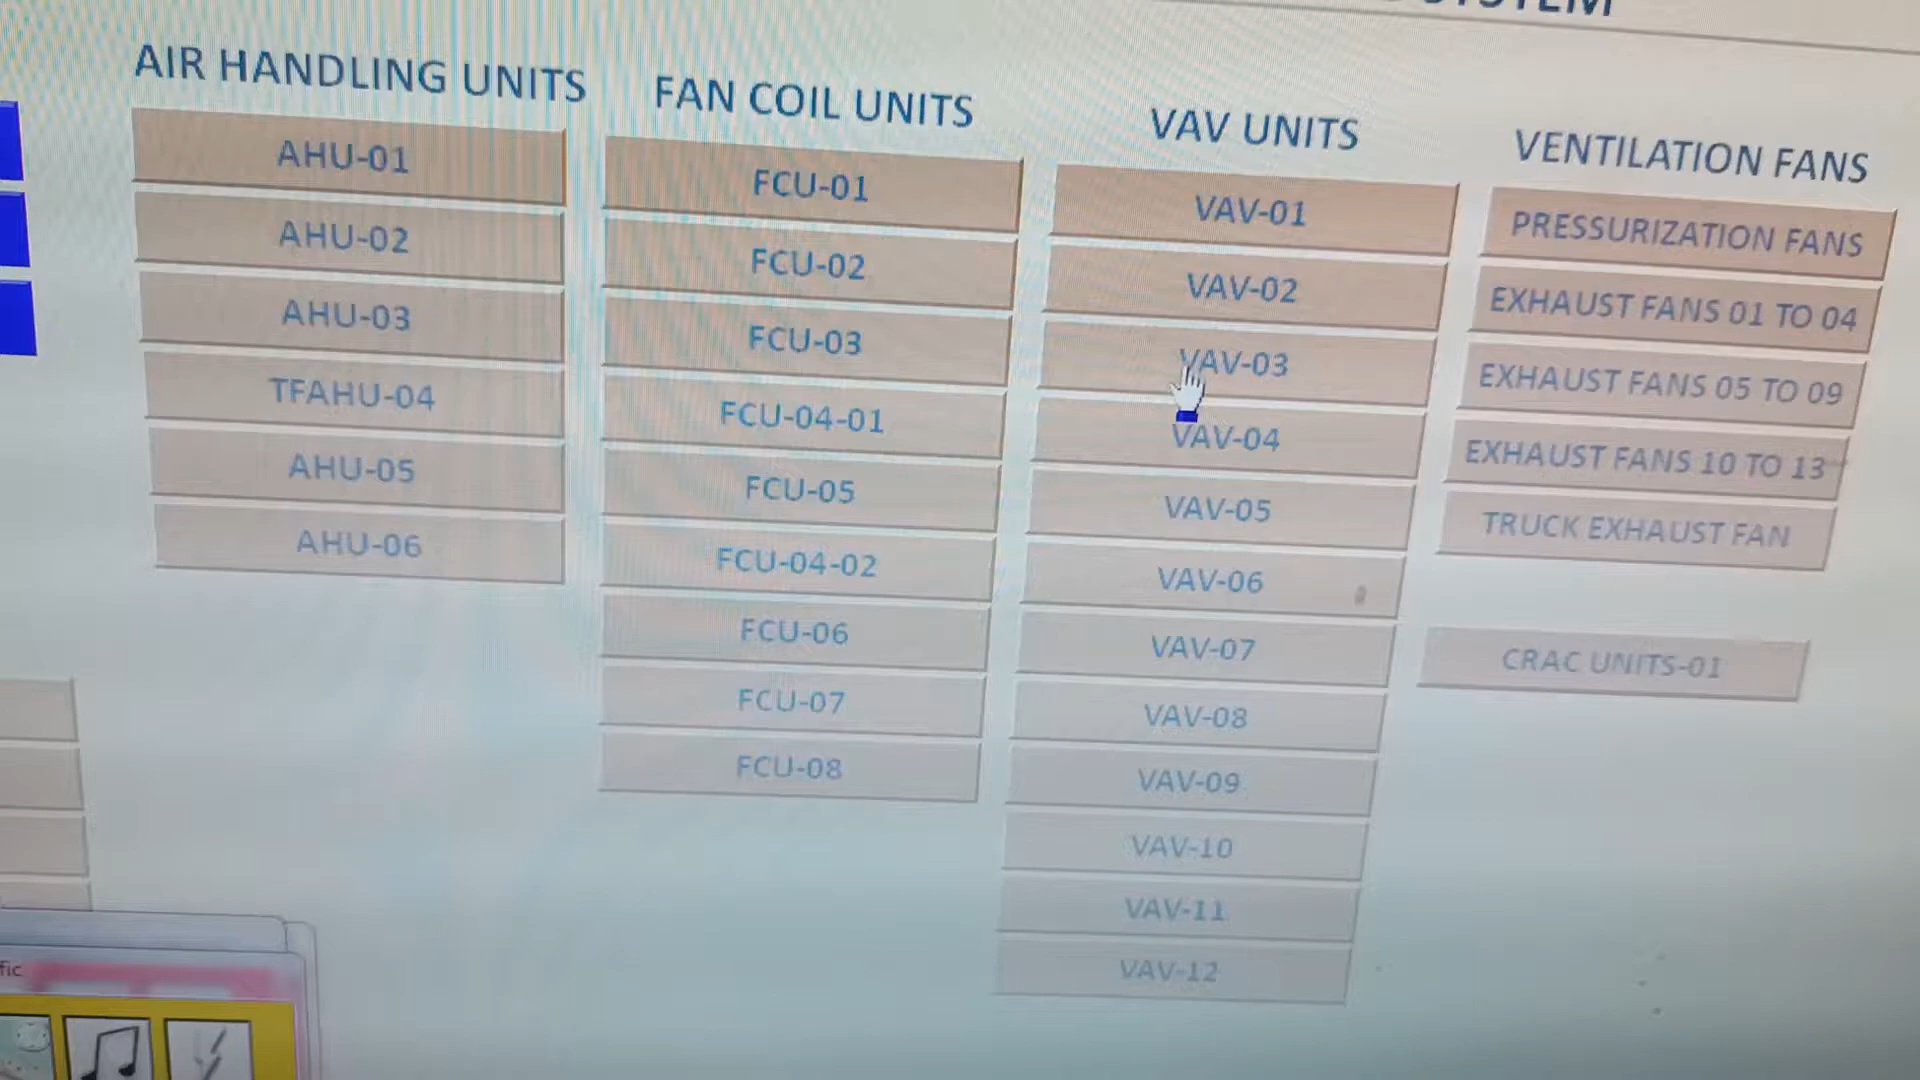 SYSTEM
AIR HANDLING UNITS
AHU-01
AHU-02
AHU-03
TFAHU-04
AHU-05
AHU-06
FAN COIL UNITS
FCU-01
FCU-02
FCU-03
FCU-04-01
FCU-05
FCU-04-02
FCU-06
FCU-07
FCU-08
VAV UNITS
VAV-01
VAV-02
VAV-03
VAV-04
VAV-05
VAV-06
VAV-07
VAV-08
VAV-09
VAV-10
VAV-11
VAV-12
VENTILATION FANS
PRESSURIZATION FANS
EXHAUST FANS 01 TO 04
EXHAUST FANS 05 TO 09
EXHAUST FANS 10 TO 13
TRUCK EXHAUST FAN
CRAC UNITS-01